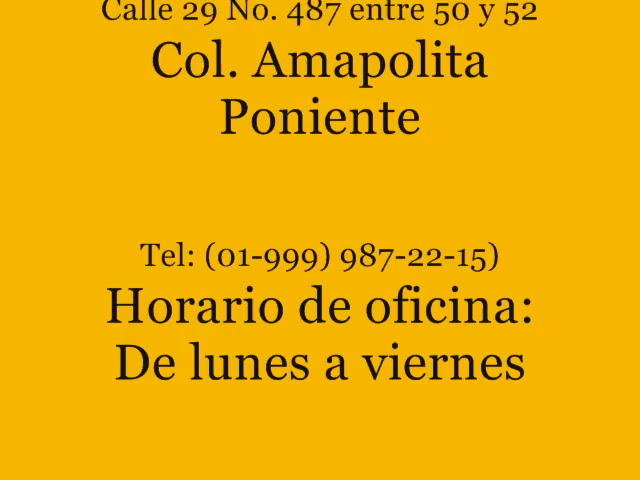 Calle 29 No. 487 entre 50 y 52
Col. Amapolita
Poniente
Tel: (01-999) 987-22-15)
Horario de oficina:
De lunes a viernes